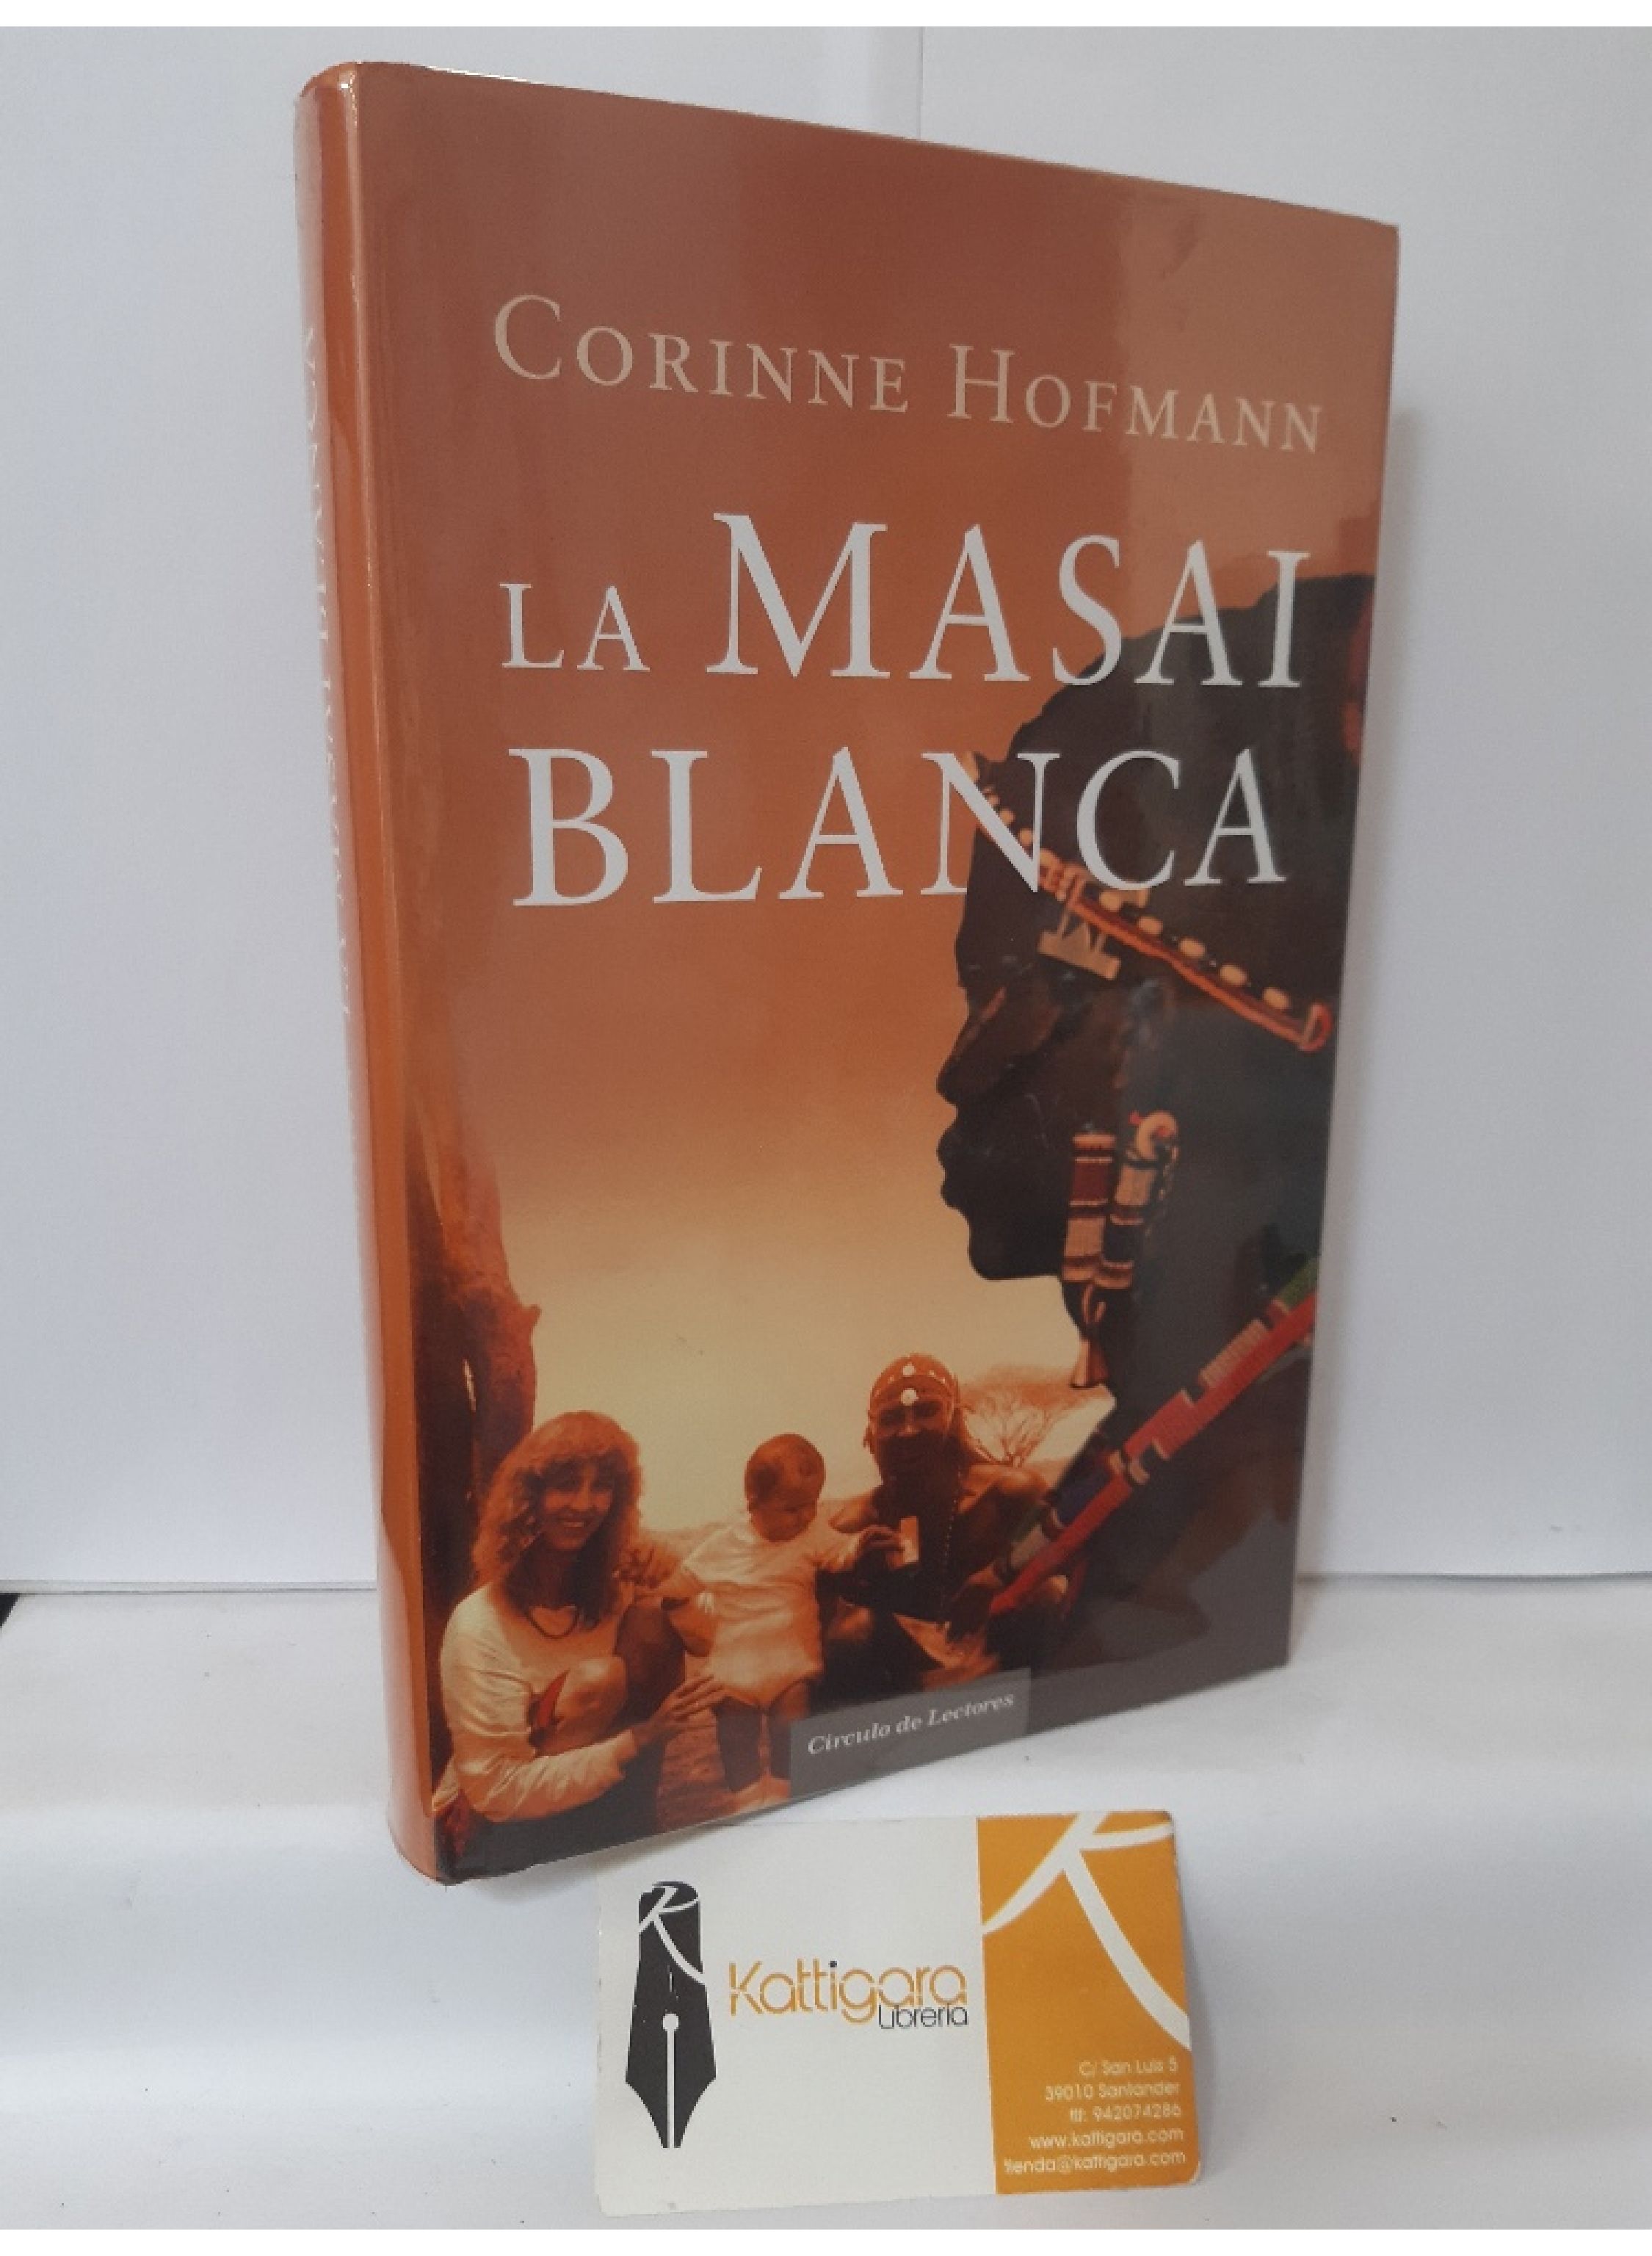 CORINNE HOFMANN
LA MASAI
BLANCA
Círculo de Lectores
Kattigara
Librería
C/ San Luis 5
39010 Santander
tlf: 942074286
www.kattigara.com
tienda@kattigara.com